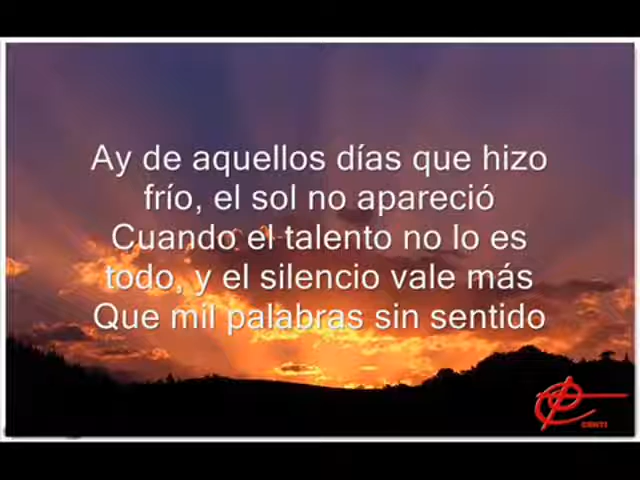 Ay de aquellos días que hizo
frío, el sol no apareció
Cuando el talento no lo es
todo, y el silencio vale más
Que mil palabras sin sentido
CENTI